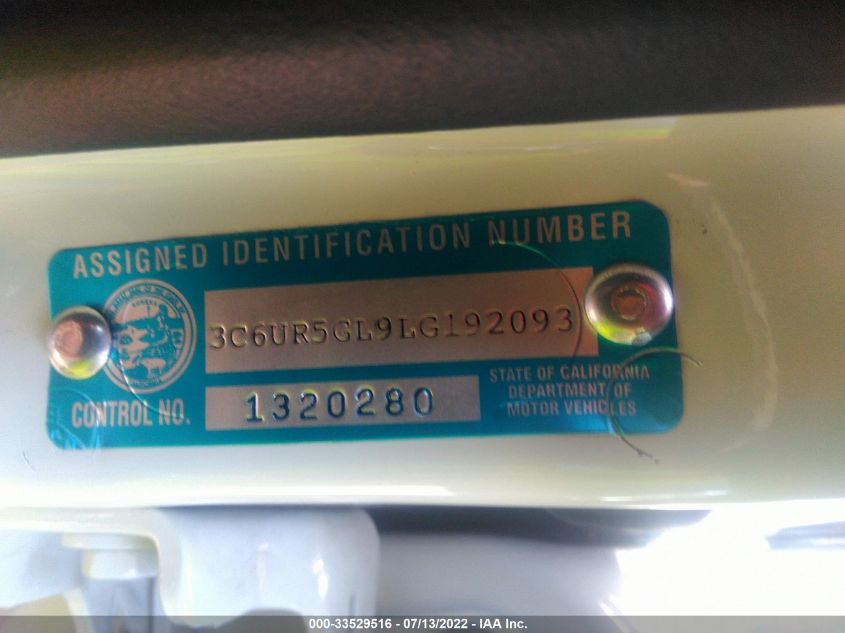 ASSIGNED IDENTIFICATION NUMBER
3C6UR5GL9LG192093
CONTROL NO.
1320280
STATE OF CALIFORNIA
DEPARTMENT OF
MOTOR VEHICLES
000-33529516 - 07/13/2022 - IAA Inc.